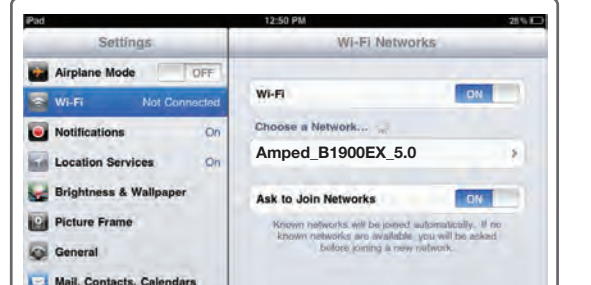 iPad
12:50 PM
28 %
Settings
Airplane Mode OFF
Wi-Fi Not Connected
Notifications On
Location Services On
Brightness & Wallpaper
Picture Frame
General
Mail, Contacts, Calendars
Wi-Fi Networks
Wi-Fi ON
Choose a Network...
Amped_B1900EX_5.0
Ask to Join Networks ON
Known networks will be joined automatically. If no
known networks are available, you will be asked
before joining a new network.